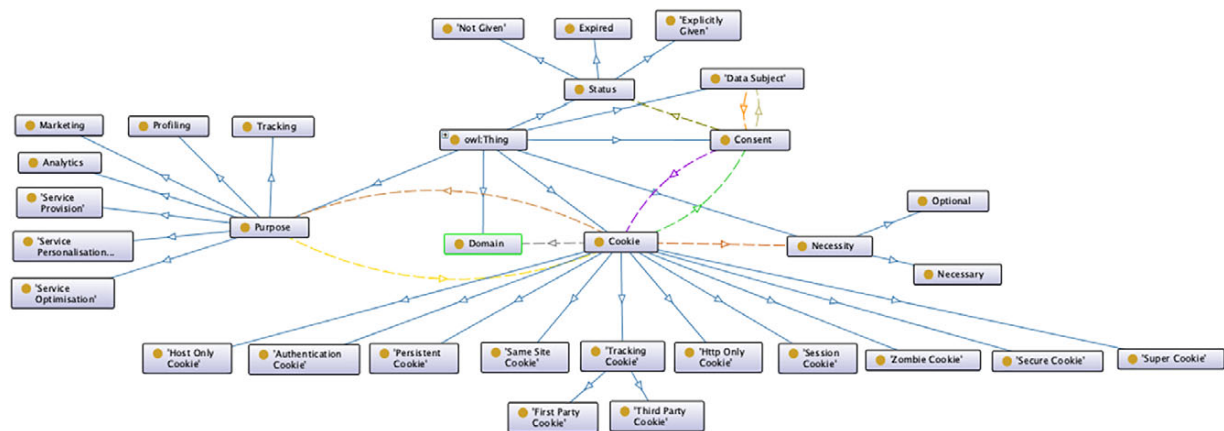 'Not Given'
Expired
'Explicitly
Given'
Status
'Data Subject'
Marketing
Profiling
Tracking
owl:Thing
Consent
Analytics
'Service
Provision'
Optional
Purpose
'Service
Personalisation...
Domain
Cookie
Necessity
Necessary
'Service
Optimisation'
'Host Only
Cookie'
'Authentication
Cookie'
'Persistent
Cookie'
'Same Site
Cookie'
'Tracking
Cookie'
'Http Only
Cookie'
'Session
Cookie'
'Zombie Cookie'
'Secure Cookie'
'Super Cookie'
'First Party
Cookie'
'Third Party
Cookie'